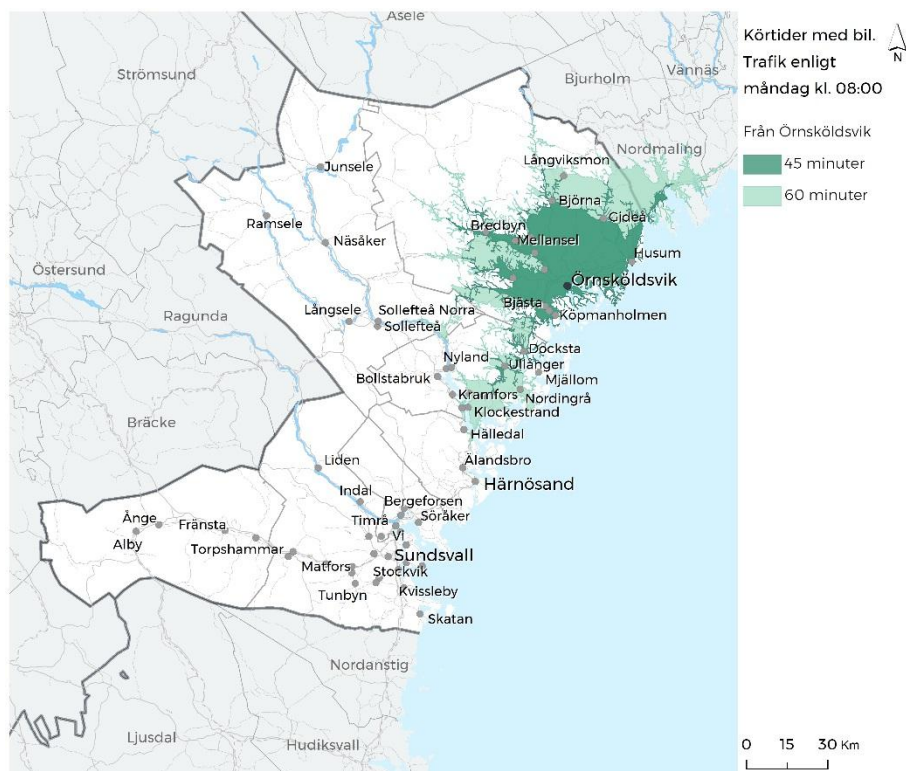 Åsele
Körtider med bil.
Trafik enligt
måndag kl. 08:00
N
Strömsund
Bjurholm
Vännäs
Från Örnsköldsvik
45 minuter
60 minuter
Nordmaling
Junsele
Långviksmon
Björna
Gideå
Ramsele
Bredbyn
Näsåker
Mellansel
Husum
Östersund
Örnsköldsvik
Ragunda
Långsele
Sollefteå Norra
Sollefteå
Bjästa
Köpmanholmen
Nyland
Docksta
Ullånger
Bollstabruk
Mjällom
Kramfors
Nordingrå
Klockestrand
Bräcke
Hälledal
Liden
Älandsbro
Härnösand
Indal
Bergeforsen
Ånge
Fränsta
Timrå
Söråker
Alby
Torpshammar
Vi
Sundsvall
Matfors
Stockvik
Tunbyn
Kvissleby
Skatan
Nordanstig
Ljusdal
Hudiksvall
0 15 30 Km